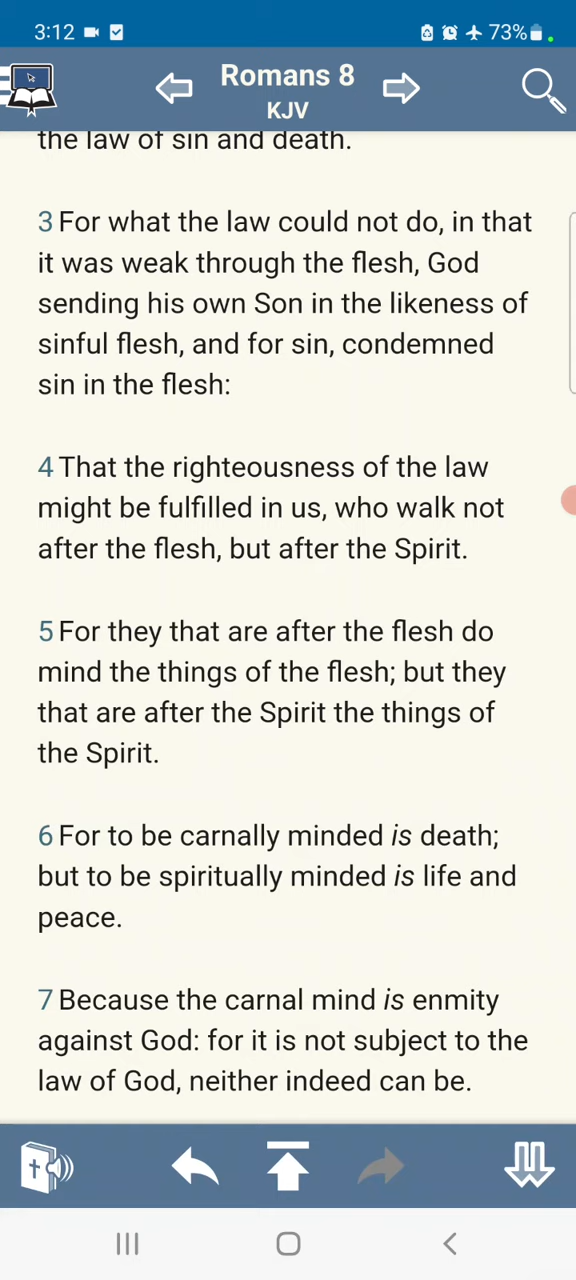 3:12 73%
Romans 8
KJV
the law of sin and death.
3 For what the law could not do, in that
it was weak through the flesh, God
sending his own Son in the likeness of
sinful flesh, and for sin, condemned
sin in the flesh:
4 That the righteousness of the law
might be fulfilled in us, who walk not
after the flesh, but after the Spirit.
5 For they that are after the flesh do
mind the things of the flesh; but they
that are after the Spirit the things of
the Spirit.
6 For to be carnally minded is death;
but to be spiritually minded is life and
peace.
7 Because the carnal mind is enmity
against God: for it is not subject to the
law of God, neither indeed can be.